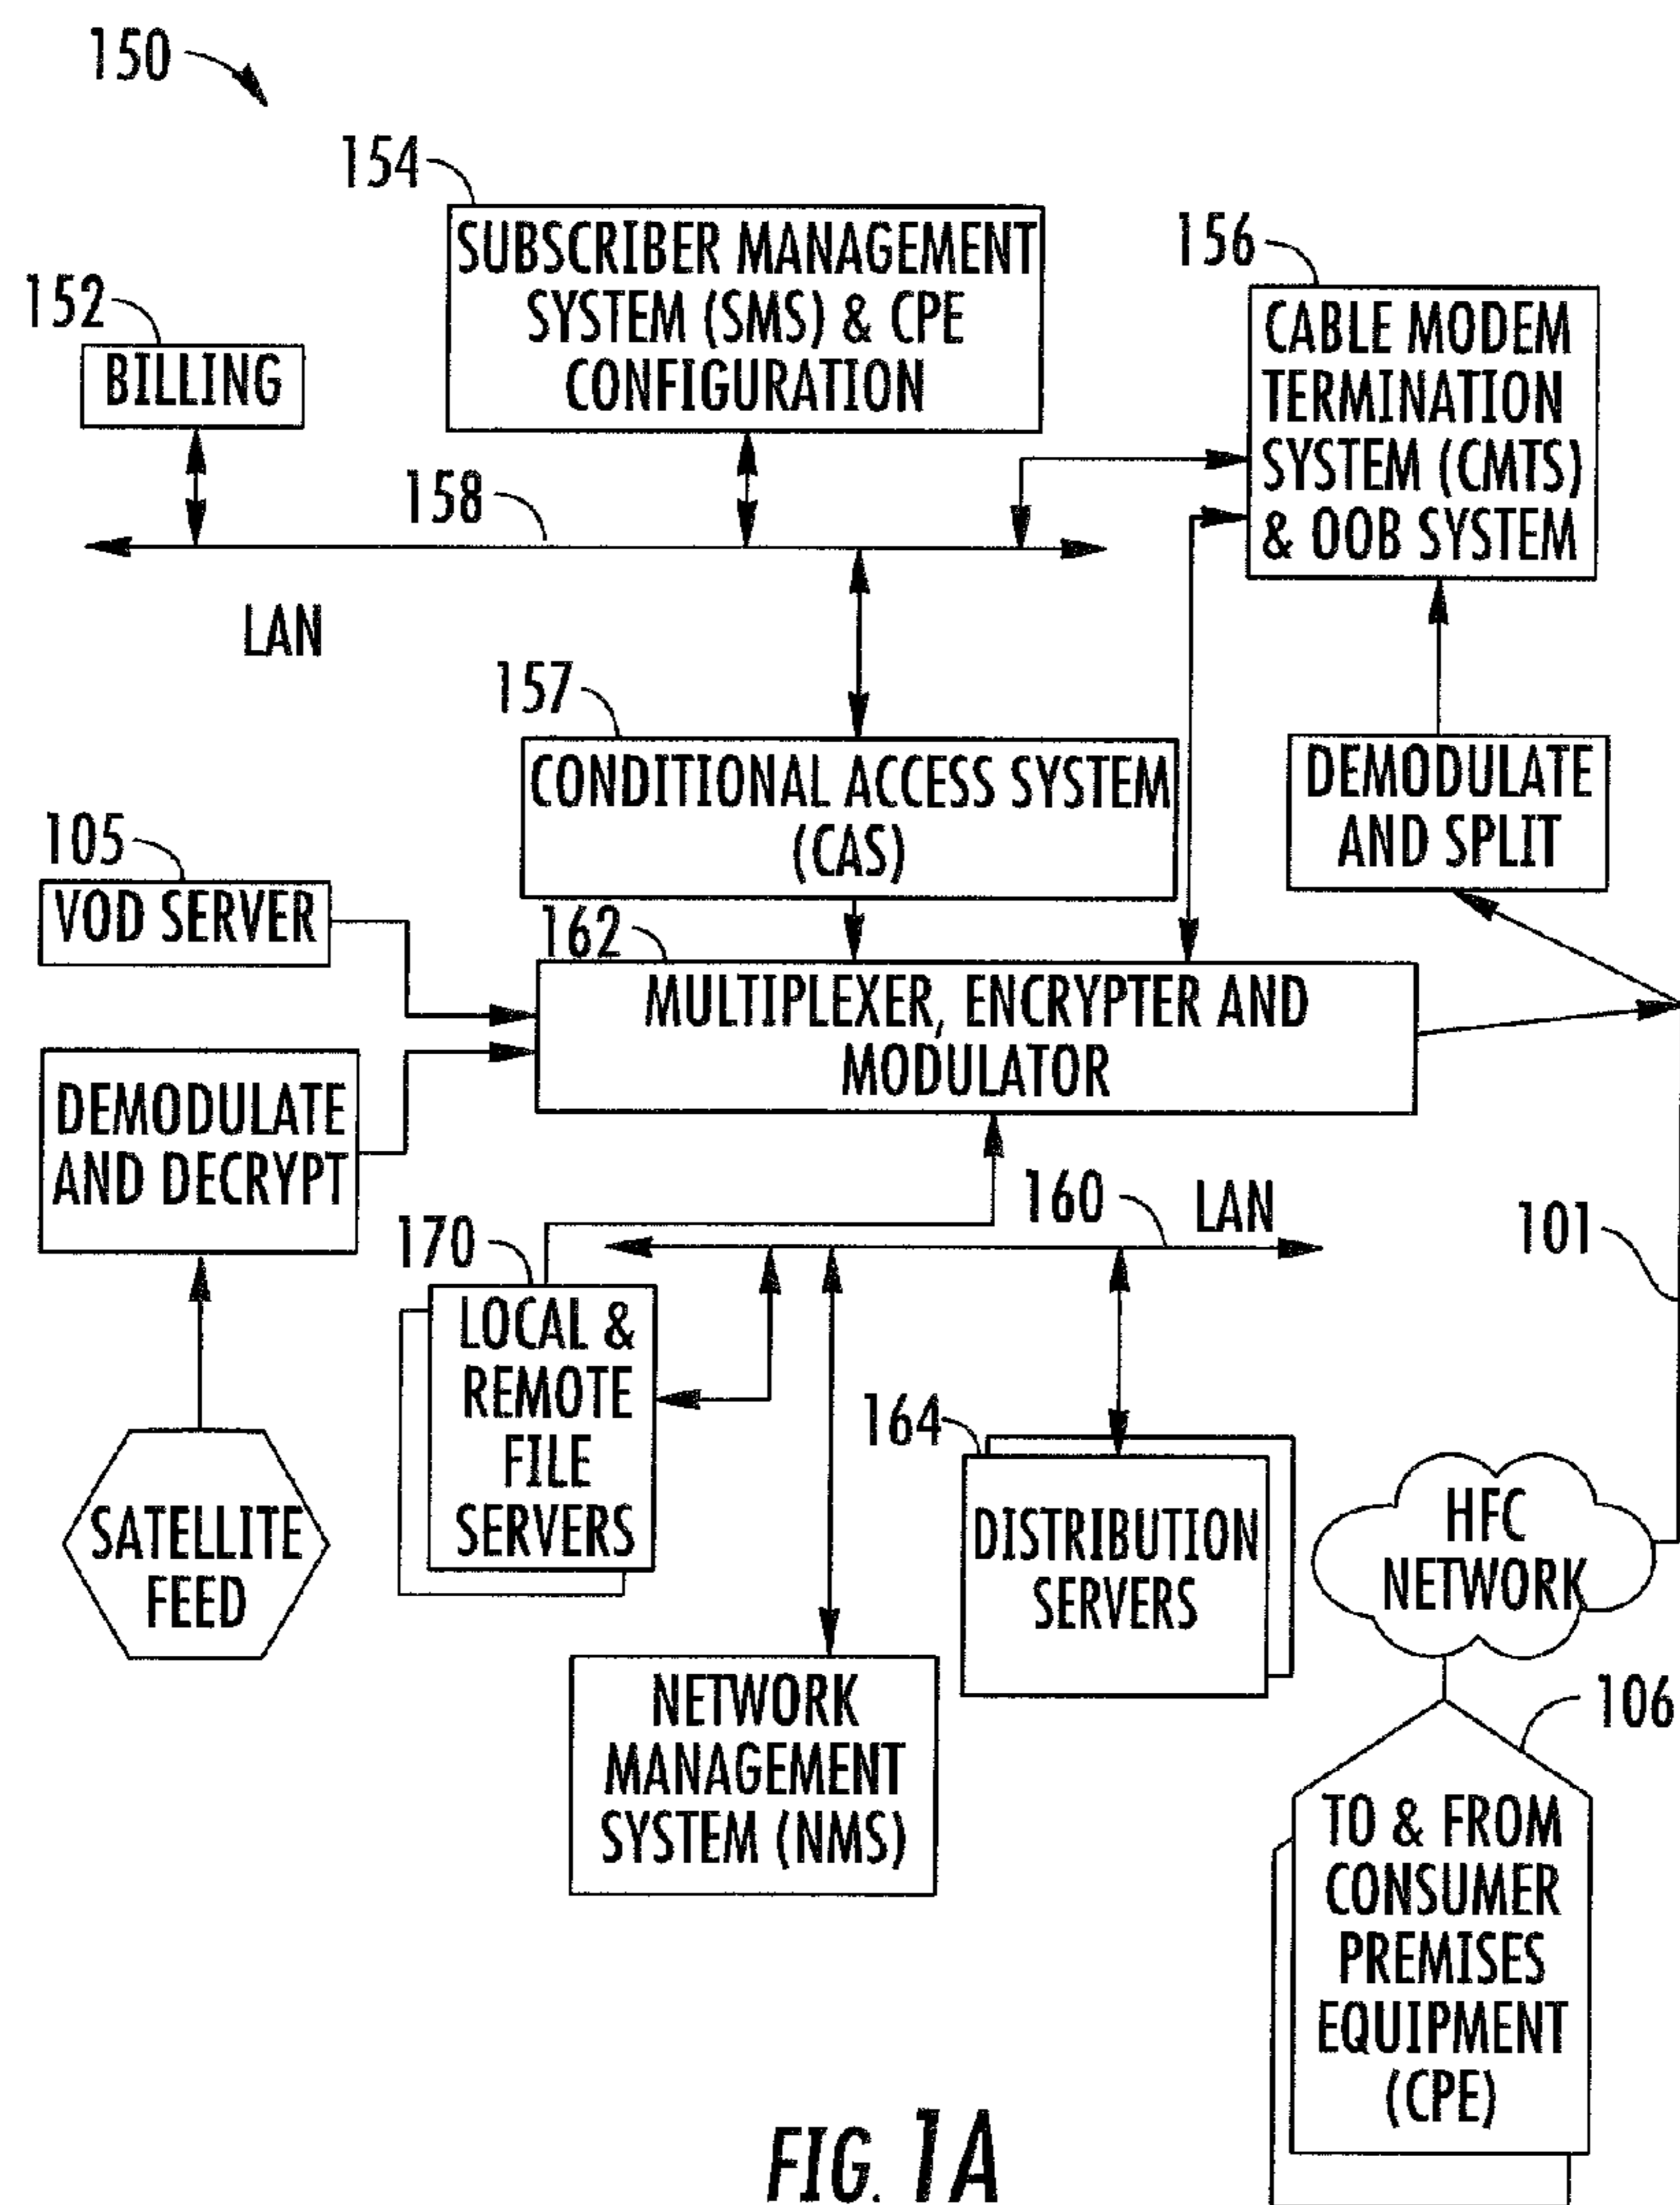 150
154
SUBSCRIBER MANAGEMENT
SYSTEM (SMS) & CPE
CONFIGURATION
156
CABLE MODEM
TERMINATION
SYSTEM (CMTS)
& OOB SYSTEM
152
BILLING
158
LAN
157
CONDITIONAL ACCESS SYSTEM
(CAS)
DEMODULATE
AND SPLIT
105
VOD SERVER
162
MULTIPLEXER, ENCRYPTER AND
MODULATOR
DEMODULATE
AND DECRYPT
160
LAN
101
170
LOCAL &
REMOTE
FILE
SERVERS
164
DISTRIBUTION
SERVERS
HFC
NETWORK
SATELLITE
FEED
NETWORK
MANAGEMENT
SYSTEM (NMS)
106
TO & FROM
CONSUMER
PREMISES
EQUIPMENT
(CPE)
FIG. 1A